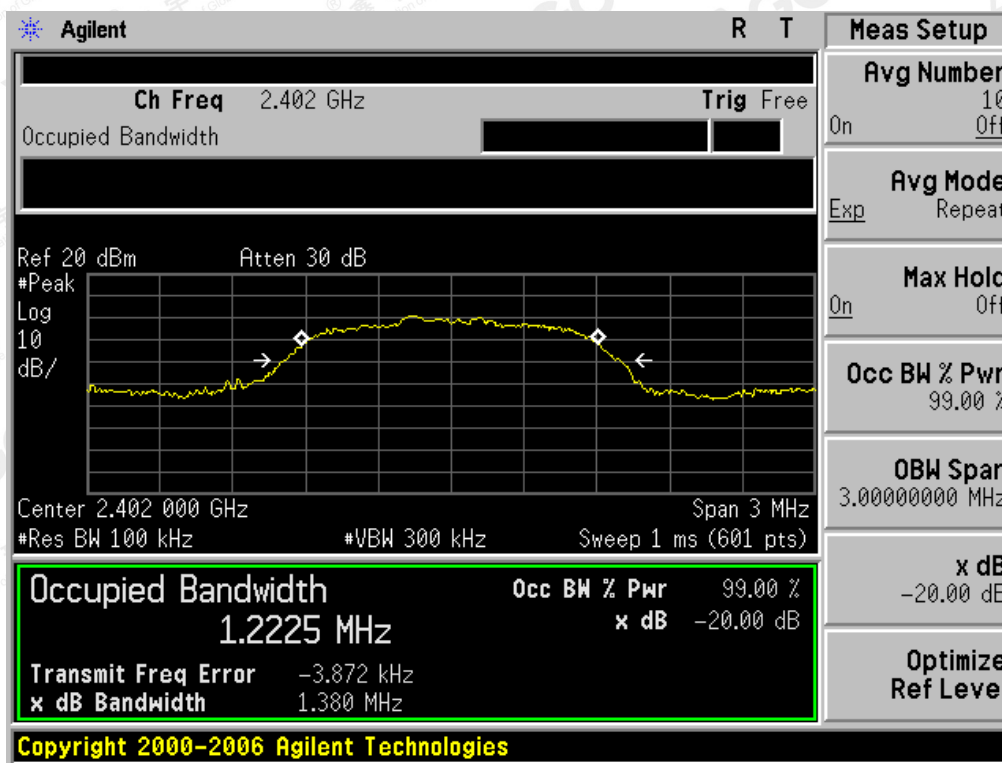 Agilent R T
Ch Freq 2.402 GHz Trig Free
Occupied Bandwidth
Ref 20 dBm Atten 30 dB
#Peak
Log
10
dB/
Center 2.402 000 GHz Span 3 MHz
#Res BW 100 kHz #VBW 300 kHz Sweep 1 ms (601 pts)
Occupied Bandwidth
1.2225 MHz
Occ BW % Pwr 99.00 %
x dB -20.00 dB
Transmit Freq Error -3.872 kHz
x dB Bandwidth 1.380 MHz
Copyright 2000-2006 Agilent Technologies
Meas Setup
Avg Number
10
On Off
Avg Mode
Exp Repeat
Max Hold
On Off
Occ BW % Pwr
99.00 %
OBW Span
3.00000000 MHz
x dB
-20.00 dB
Optimize
Ref Level